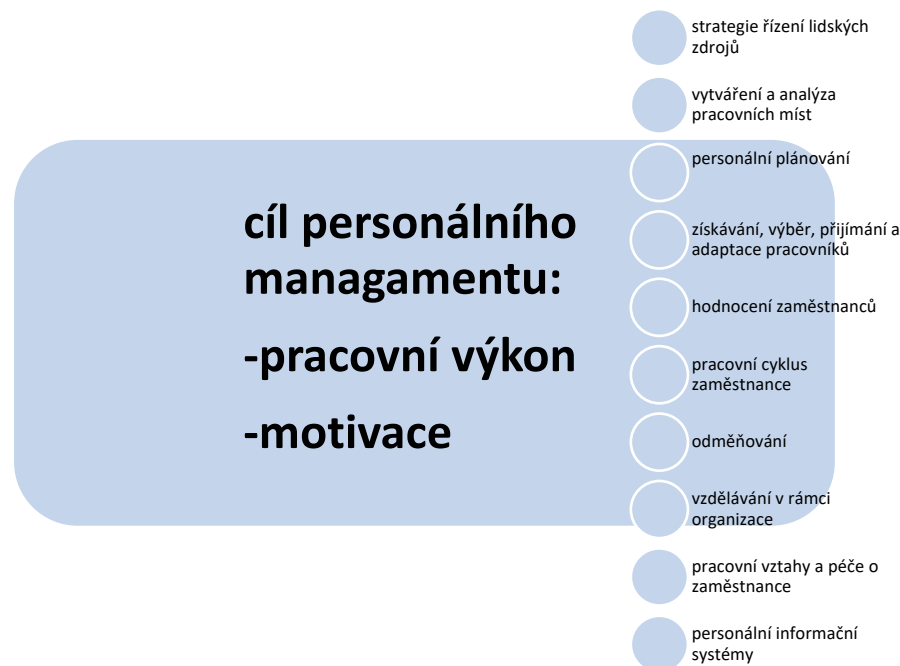 cíl personálního
managamentu:
-pracovní výkon
-motivace
strategie řízení lidských
zdrojů
vytváření a analýza
pracovních míst
personální plánování
získávání, výběr, přijímání a
adaptace pracovníků
hodnocení zaměstnanců
pracovní cyklus
zaměstnance
odměňování
vzdělávání v rámci
organizace
pracovní vztahy a péče o
zaměstnance
personální informační
systémy